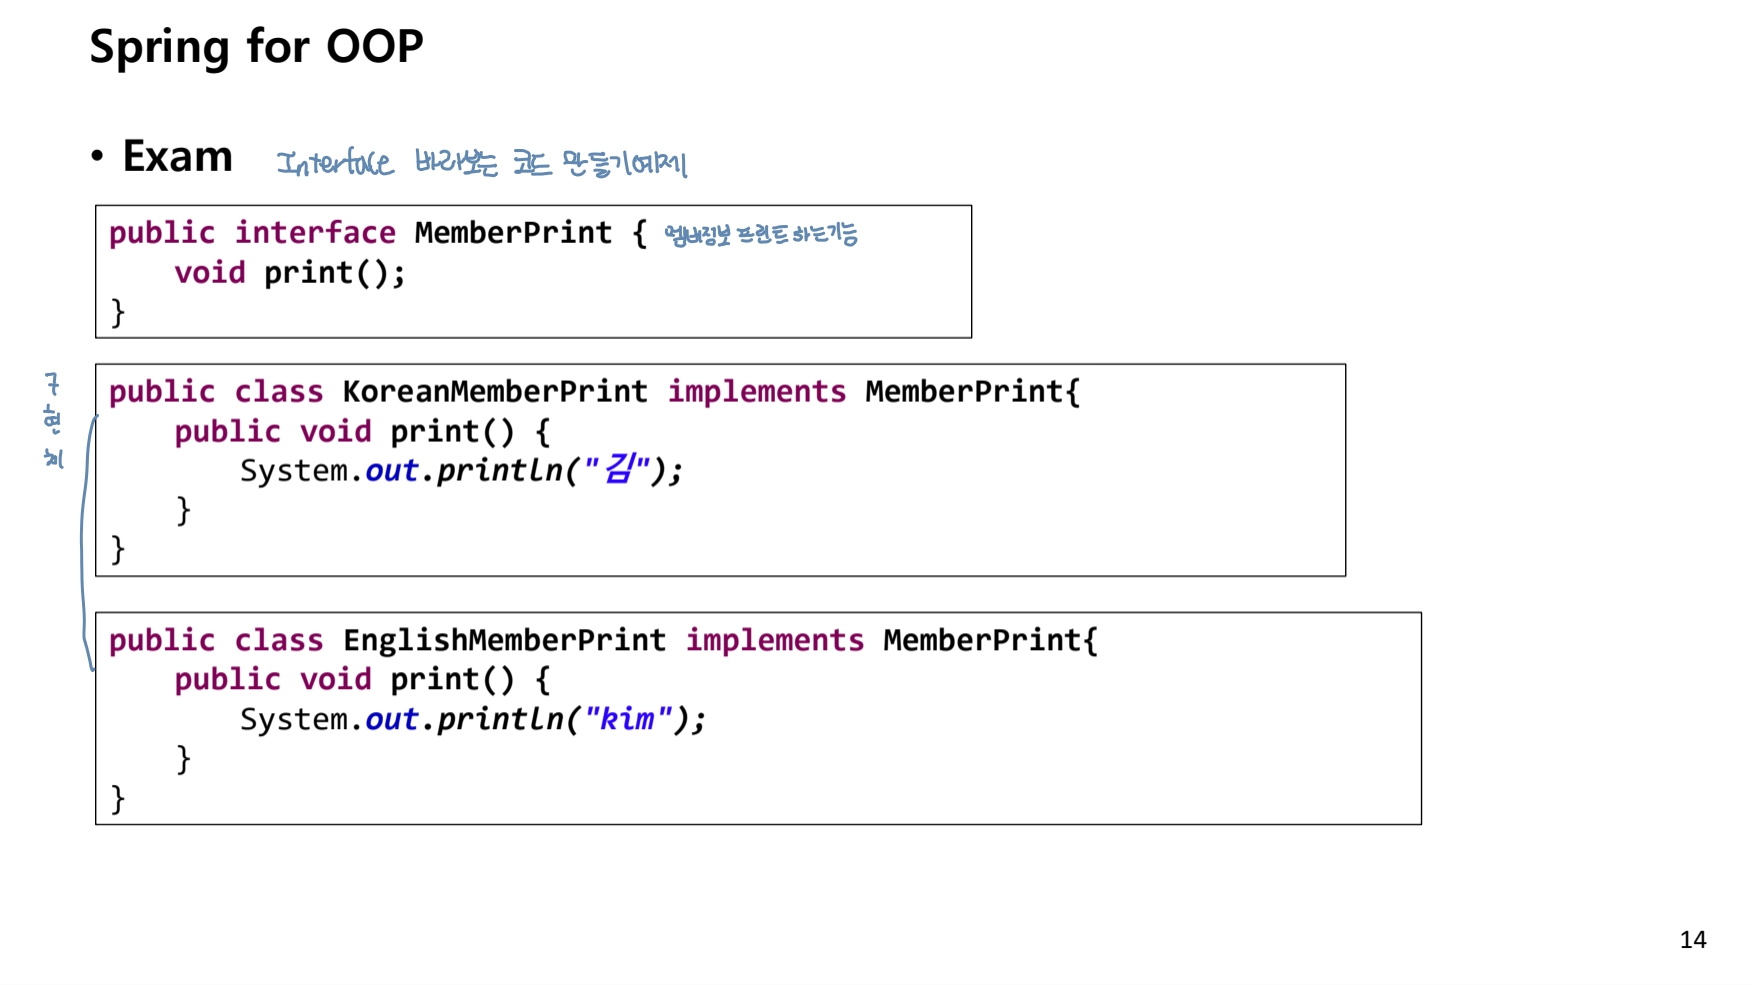 Spring for OOP
• Exam Interface 바라보는 코드 만들기예제
public interface MemberPrint { 멤버정보 프린트 하는기능
void print();
}
구현체
public class KoreanMemberPrint implements MemberPrint{
public void print() {
System.out.println("김");
}
}
public class EnglishMemberPrint implements MemberPrint{
public void print() {
System.out.println("kim");
}
}
14